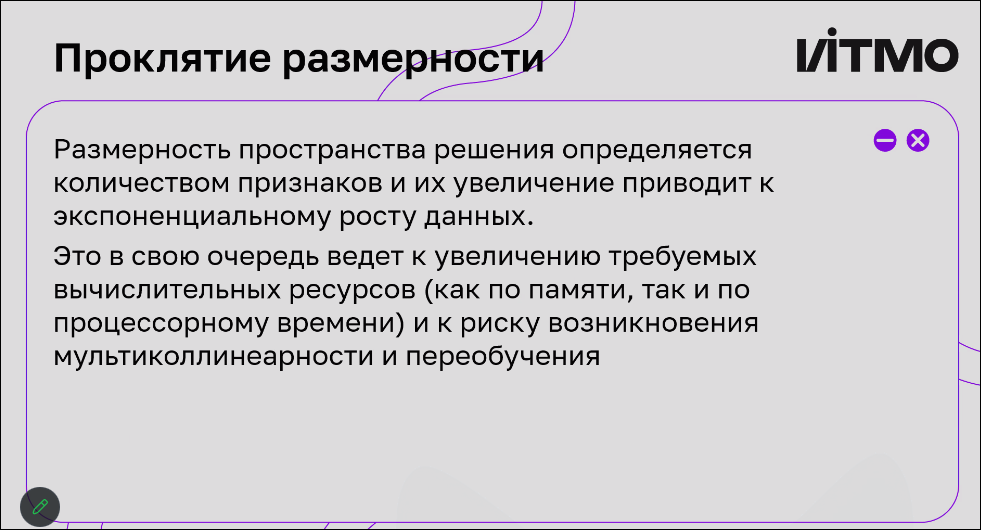 Проклятие размерности
ITMO
Размерность пространства решения определяется
количеством признаков и их увеличение приводит к
экспоненциальному росту данных.
Это в свою очередь ведет к увеличению требуемых
вычислительных ресурсов (как по памяти, так и по
процессорному времени) и к риску возникновения
мультиколлинеарности и переобучения